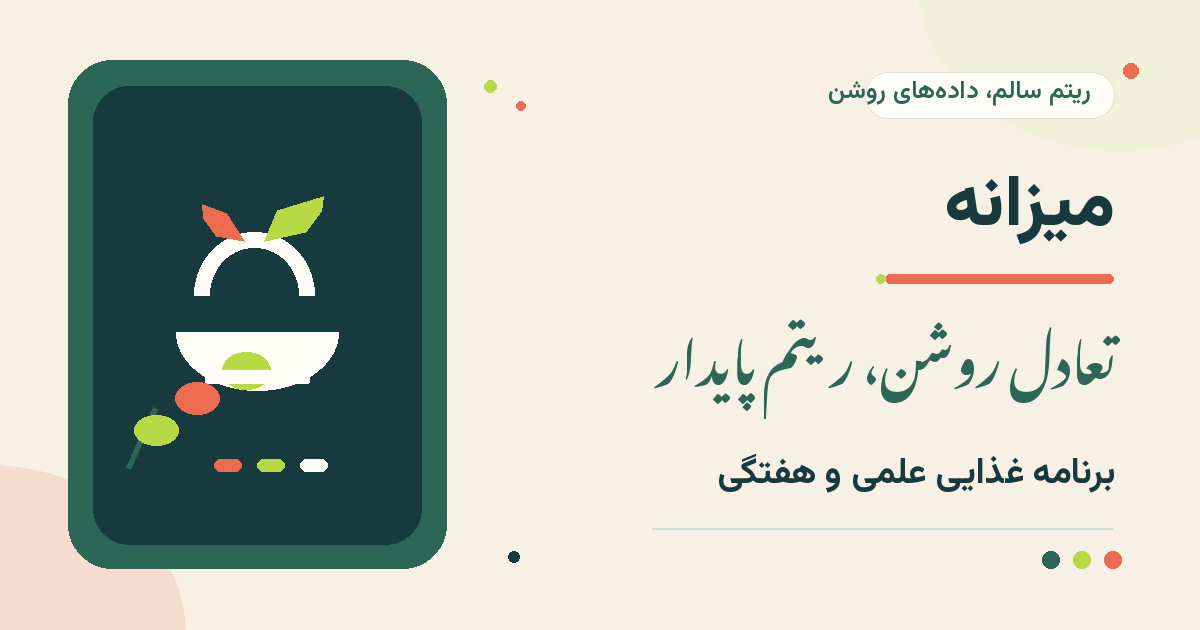 ریتم سالم، داده‌های روشن
میزانه
تعادل روشن، ریتم پایدار
برنامه غذایی علمی و هفتگی